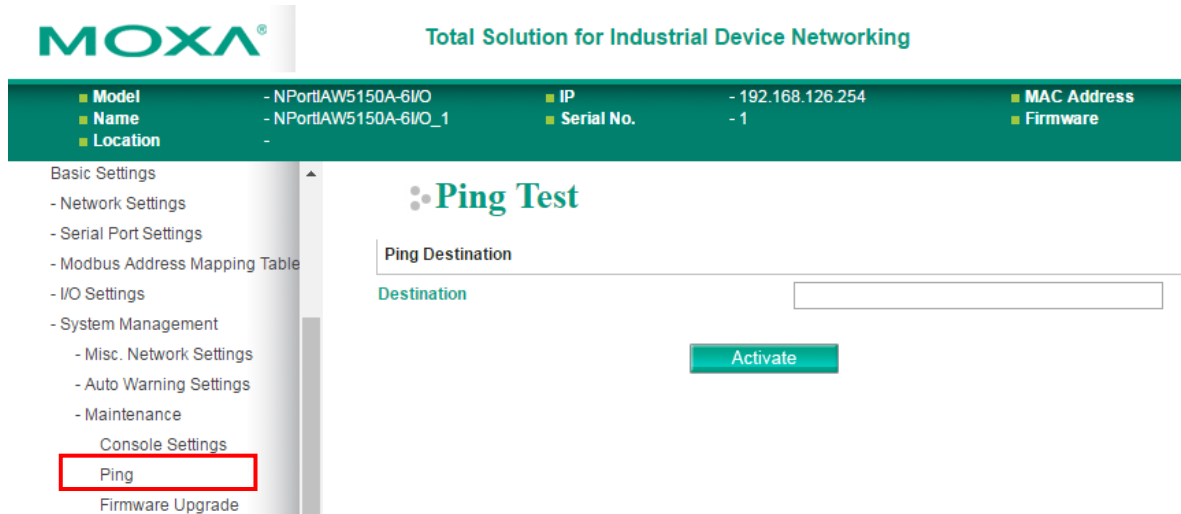 MOXA®
Total Solution for Industrial Device Networking
Model - NPortIAW5150A-6I/O IP - 192.168.126.254 MAC Address
Name - NPortIAW5150A-6I/O_1 Serial No. - 1 Firmware
Location -
Basic Settings
- Network Settings
- Serial Port Settings
- Modbus Address Mapping Table
- I/O Settings
- System Management
- Misc. Network Settings
- Auto Warning Settings
- Maintenance
Console Settings
Ping
Firmware Upgrade
Ping Test
Ping Destination
Destination
Activate